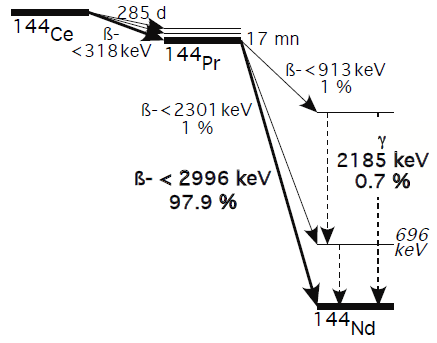 285 d
144Ce
ß-
<318 keV
144Pr
17 mn
ß-<913 keV
1 %
ß-<2301 keV
1 %
γ
2185 keV
0.7 %
ß- < 2996 keV
97.9 %
696
keV
144Nd